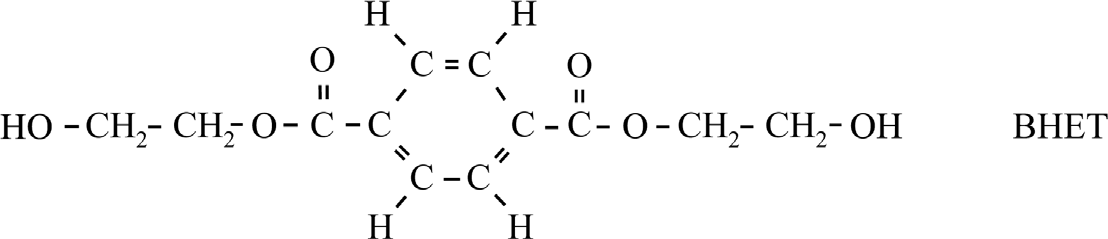 H H
O C = C O
HO – CH₂ – CH₂ – O – C – C C – C – O – CH₂ – CH₂ – OH BHET
C – C
H H